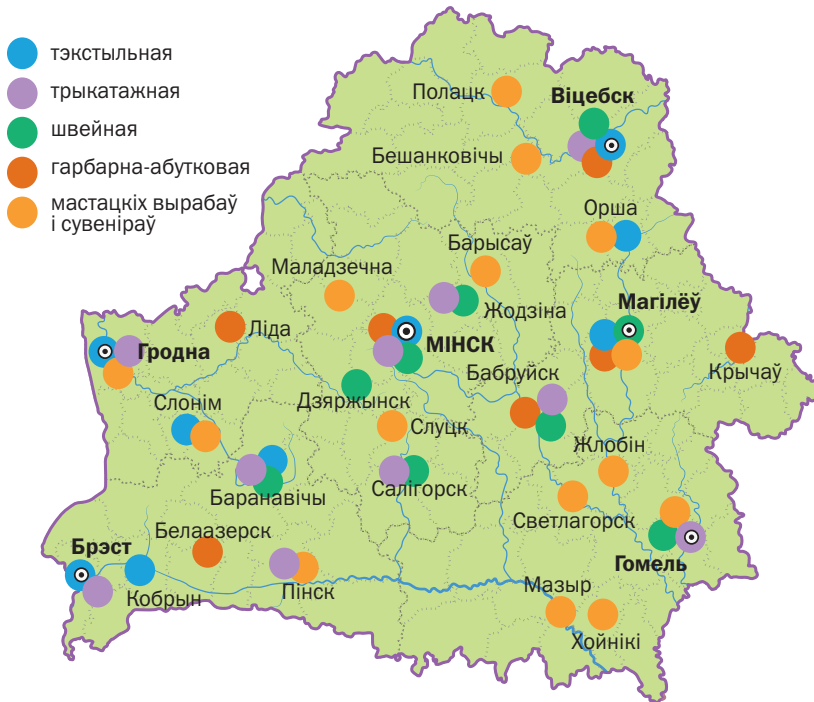 тэкстыльная
трыкатажная
швейная
гарбарна-абутковая
мастацкіх вырабаў
і сувеніраў
Полацк
Віцебск
Бешанковічы
Орша
Барысаў
Маладзечна
Жодзіна
Магілёў
Ліда
Гродна
МІНСК
Крычаў
Бабруйск
Дзяржынск
Слонім
Слуцк
Жлобін
Баранавічы
Салігорск
Светлагорск
Белаазерск
Брэст
Гомель
Кобрын
Пінск
Мазыр
Хойнікі